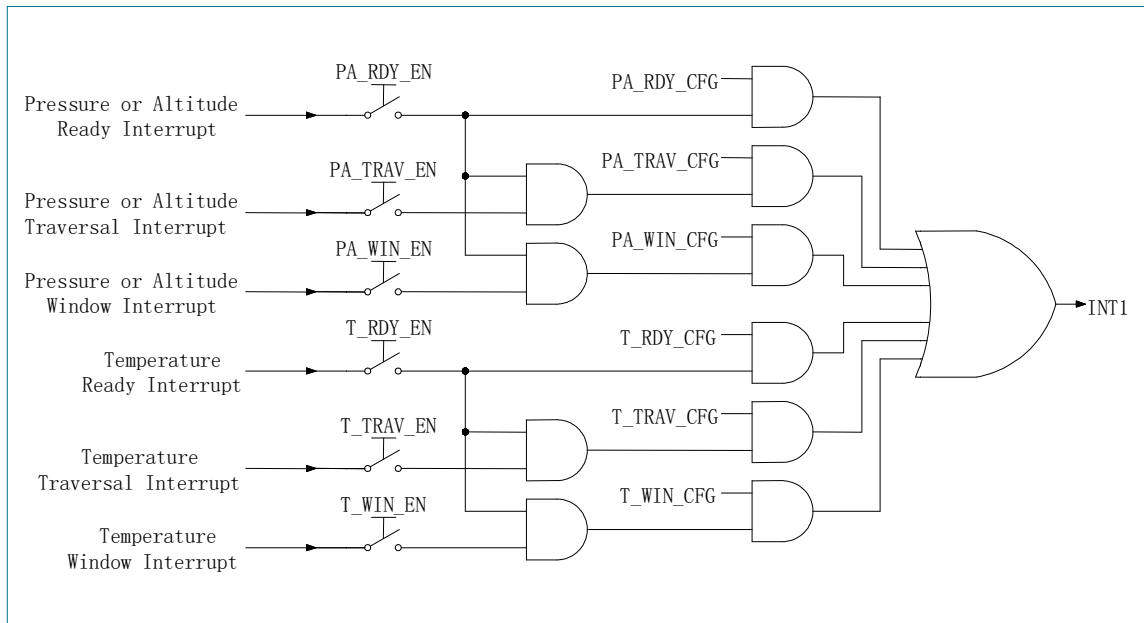 PA_RDY_EN
PA_RDY_CFG
Pressure or Altitude
Ready Interrupt
PA_TRAV_CFG
PA_TRAV_EN
Pressure or Altitude
Traversal Interrupt
PA_WIN_CFG
PA_WIN_EN
Pressure or Altitude
Window Interrupt
INT1
T_RDY_EN
T_RDY_CFG
Temperature
Ready Interrupt
T_TRAV_CFG
T_TRAV_EN
Temperature
Traversal Interrupt
T_WIN_CFG
T_WIN_EN
Temperature
Window Interrupt